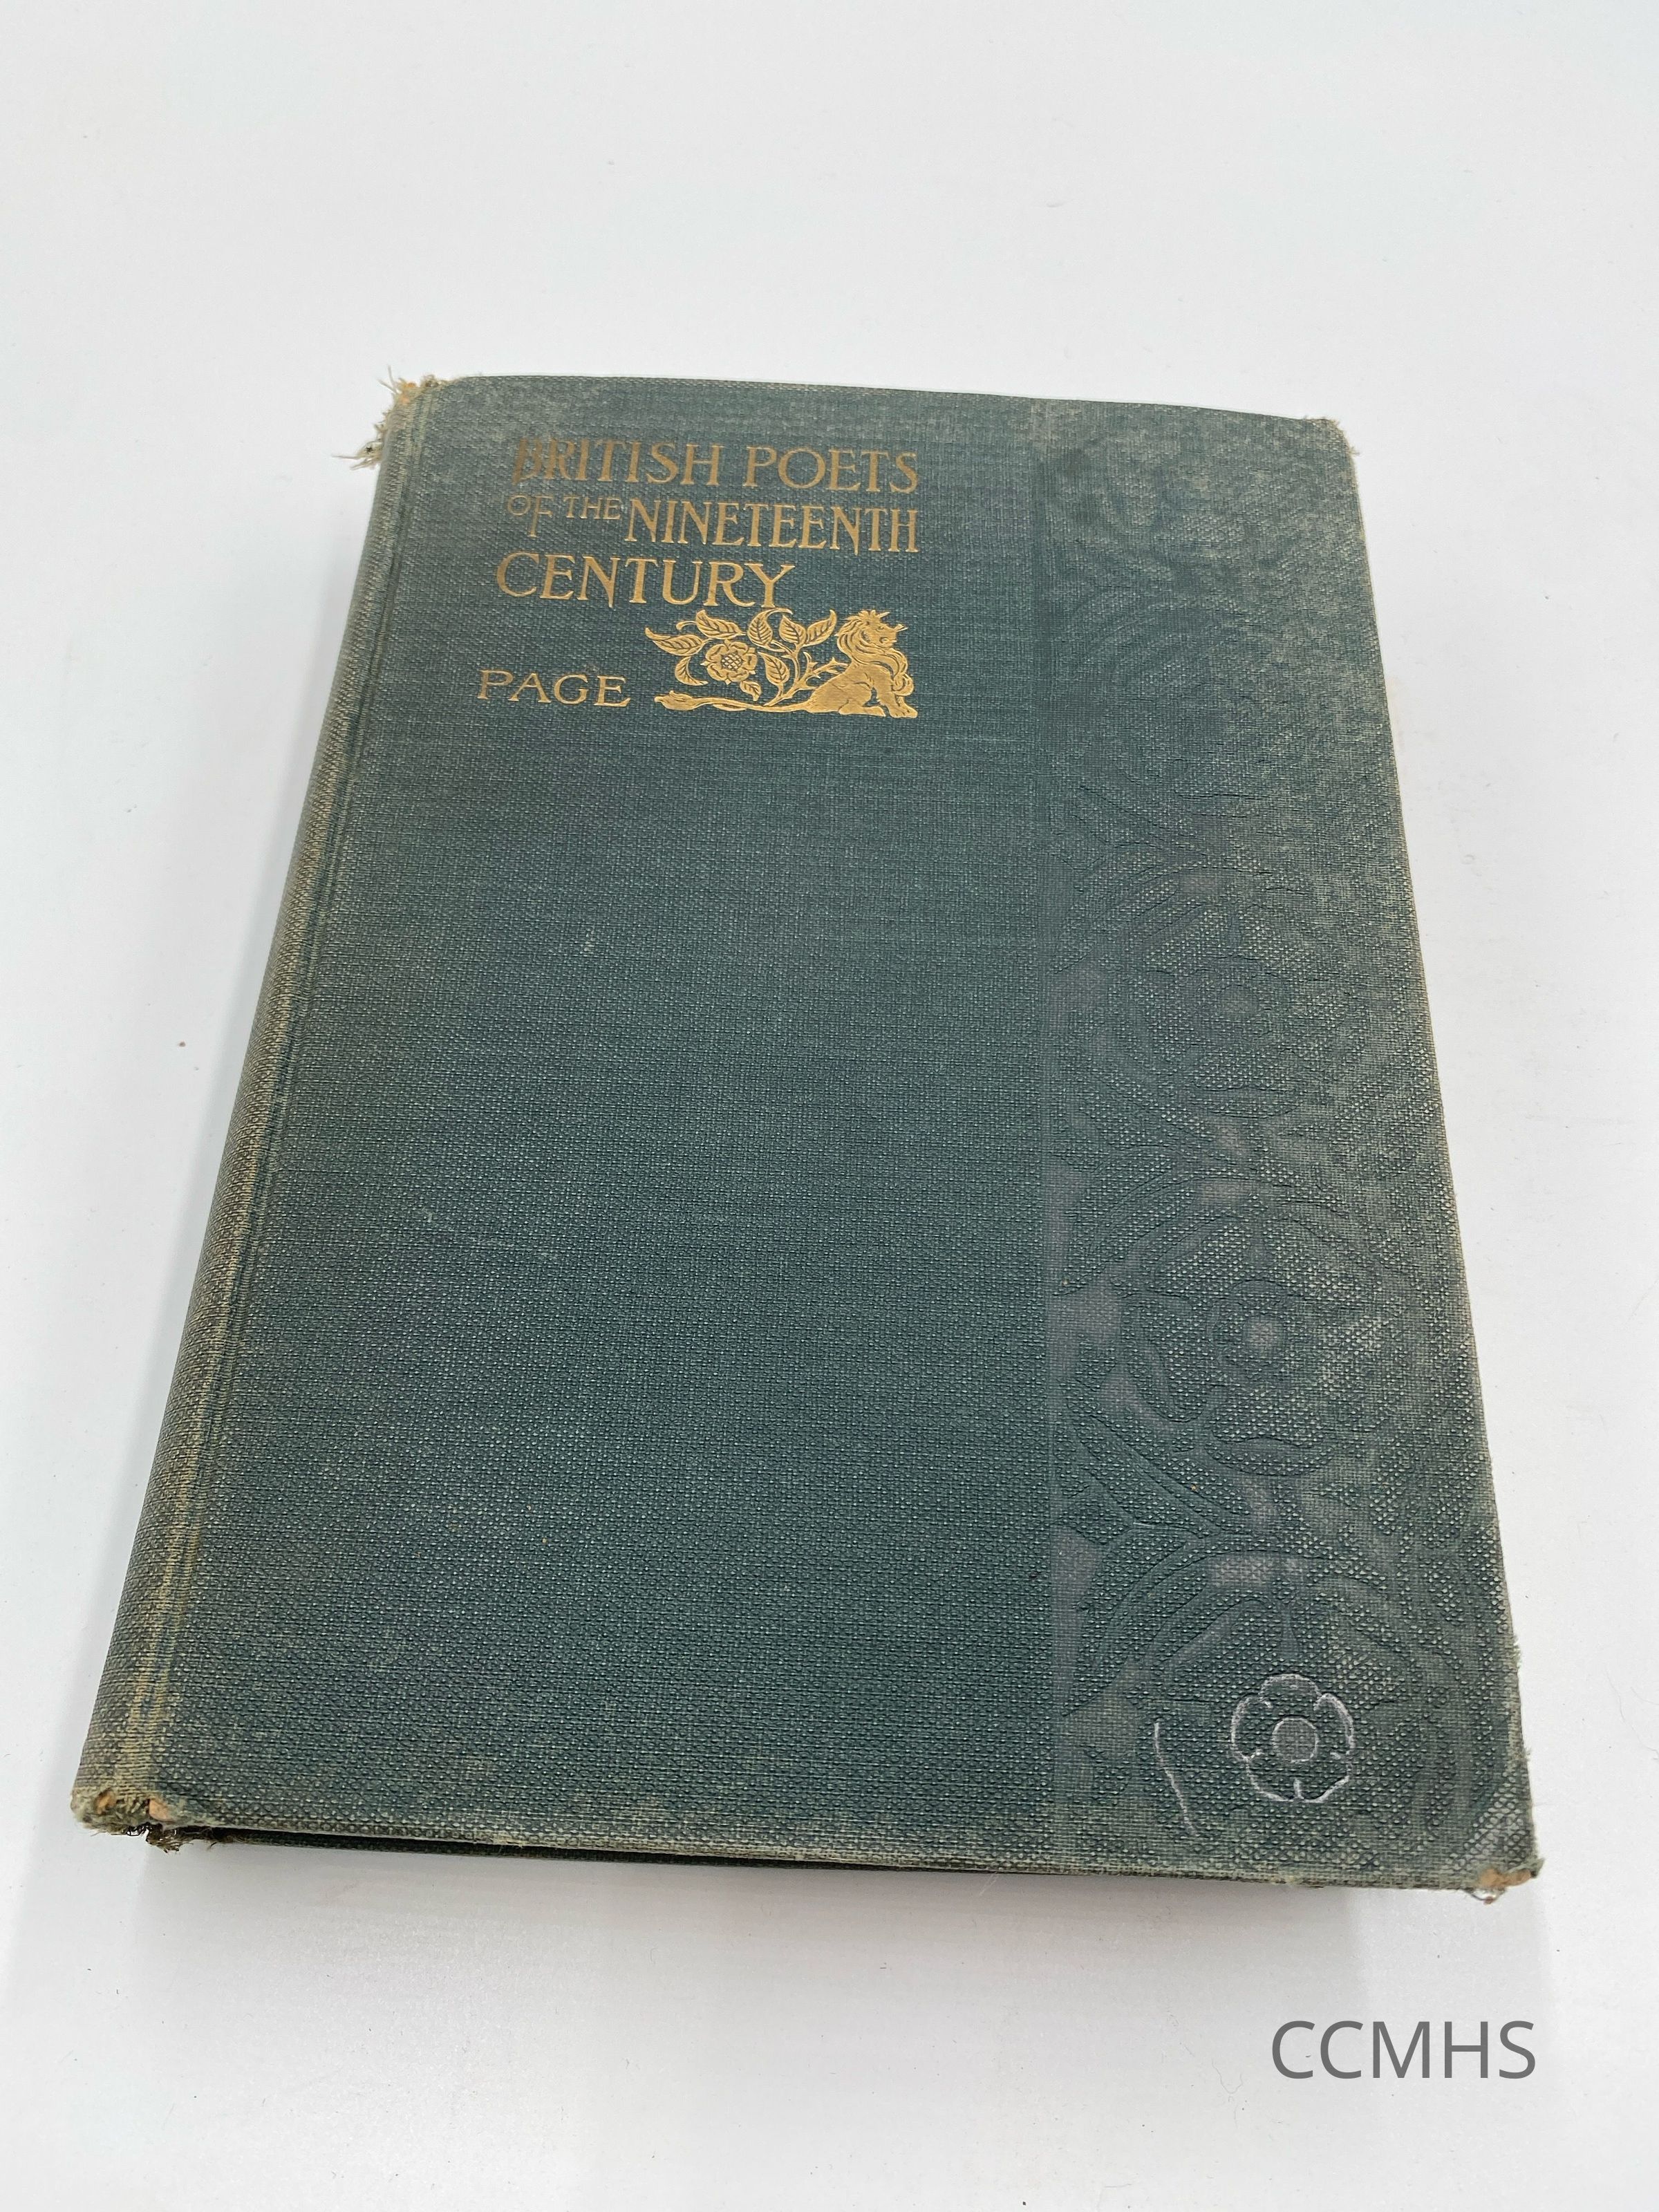 BRITISH POETS
OF THE NINETEENTH
CENTURY
PAGE
CCMHS